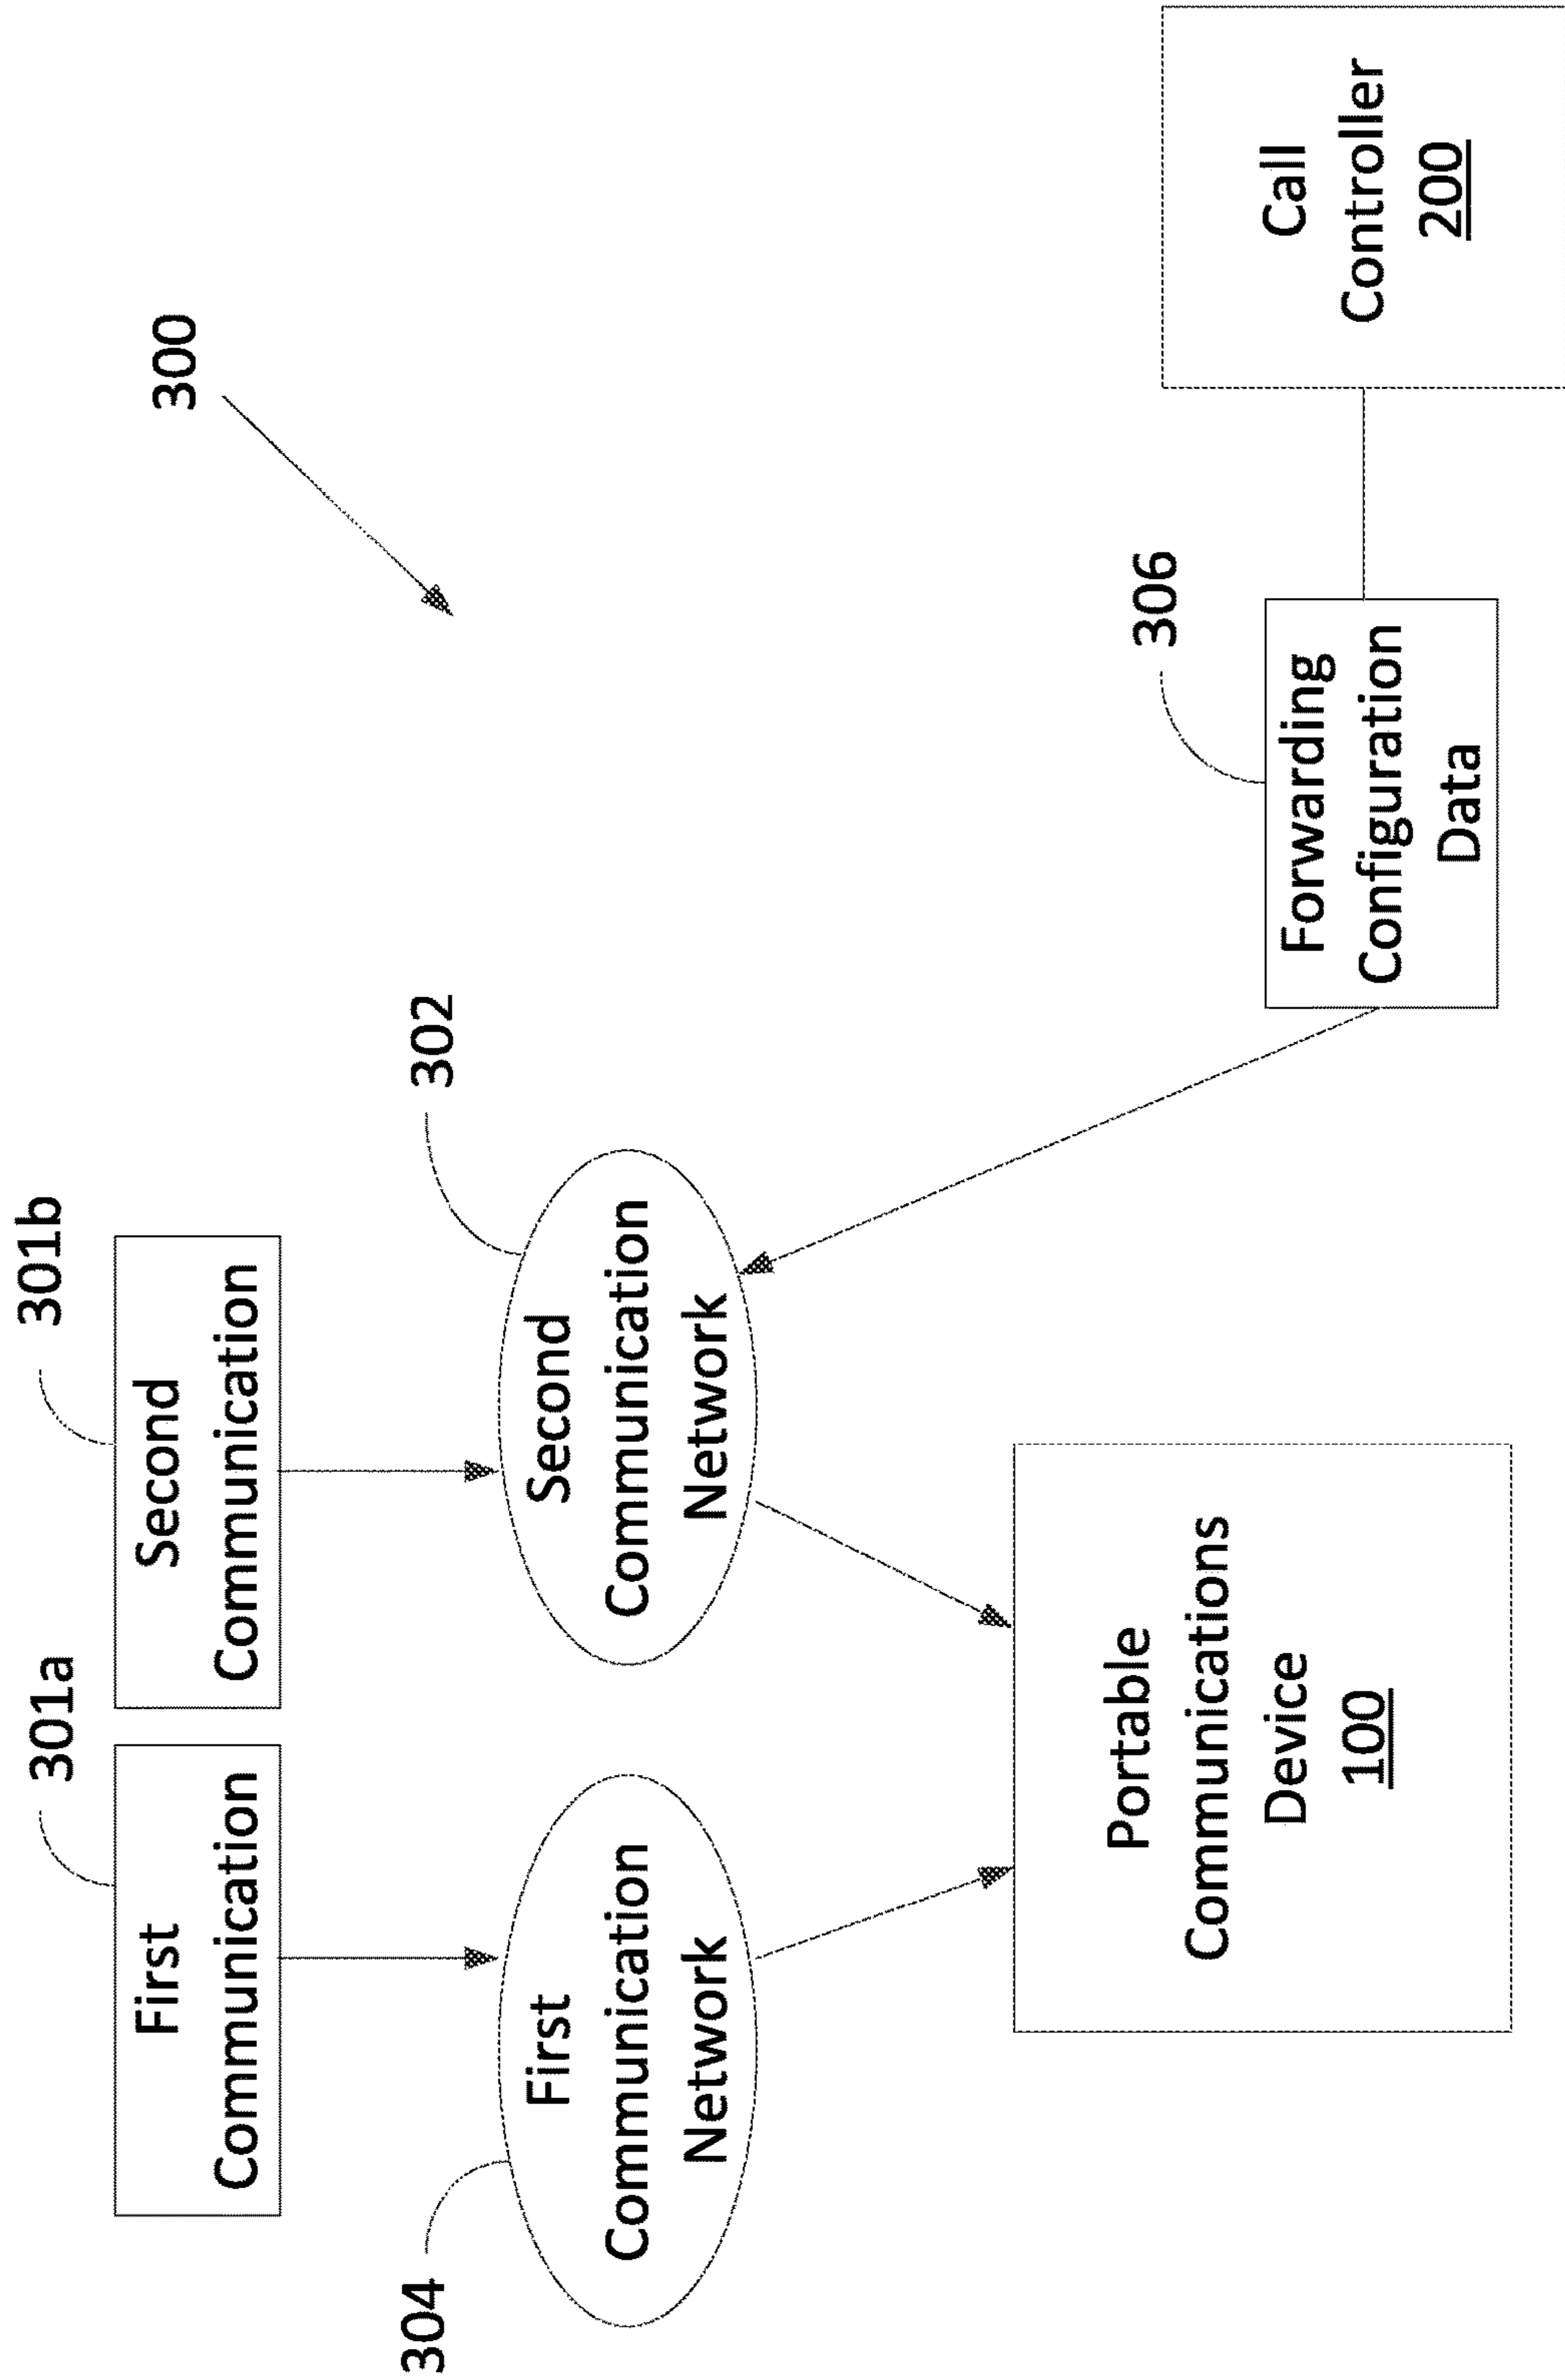 300
301a
301b
First
Communication
Second
Communication
304
302
First
Communication
Network
Second
Communication
Network
306
Portable
Communications
Device
100
Forwarding
Configuration
Data
Call
Controller
200